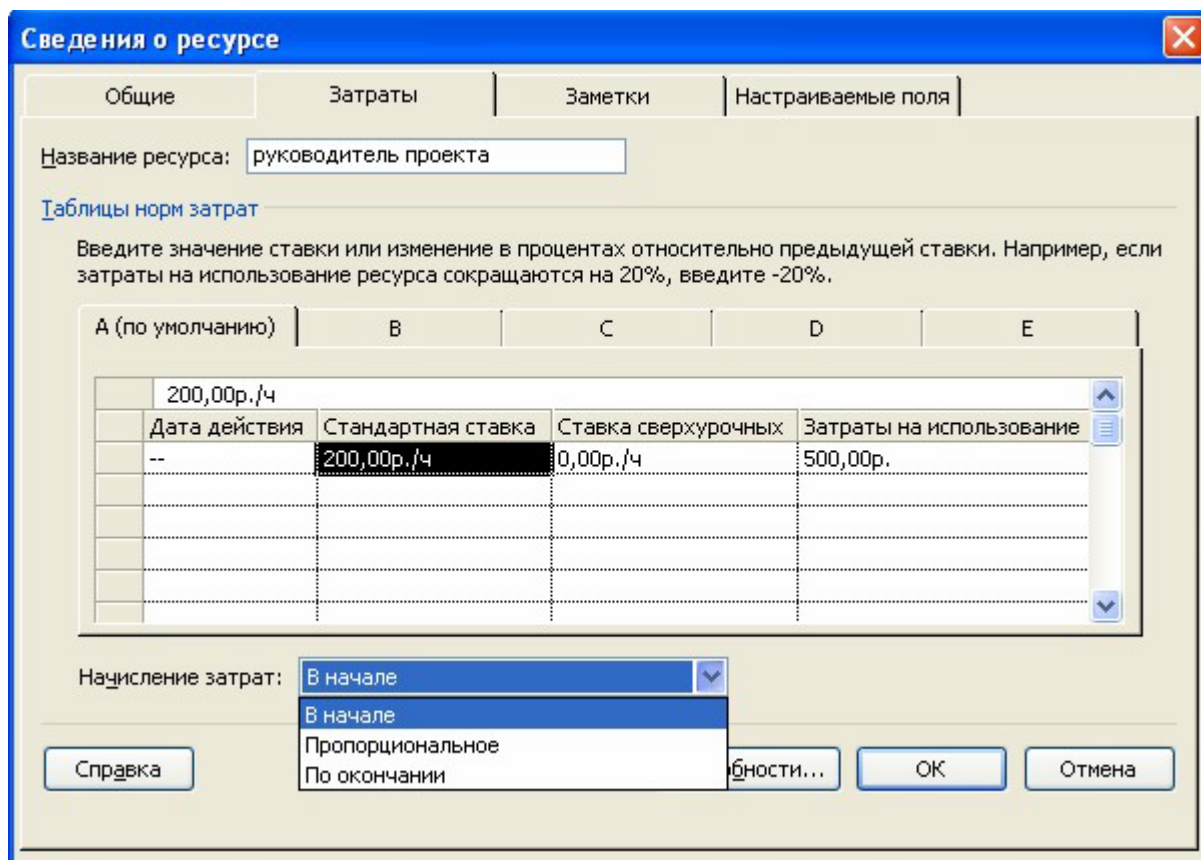 Сведения о ресурсе
Общие Затраты Заметки Настраиваемые поля
Название ресурса: руководитель проекта
Таблицы норм затрат
Введите значение ставки или изменение в процентах относительно предыдущей ставки. Например, если
затраты на использование ресурса сокращаются на 20%, введите -20%.
A (по умолчанию) B C D E
200,00р./ч
Дата действия Стандартная ставка Ставка сверхурочных Затраты на использование
-- 200,00р./ч 0,00р./ч 500,00р.
Начисление затрат: В начале
В начале
Пропорциональное
По окончании
Справка бности... ОК Отмена